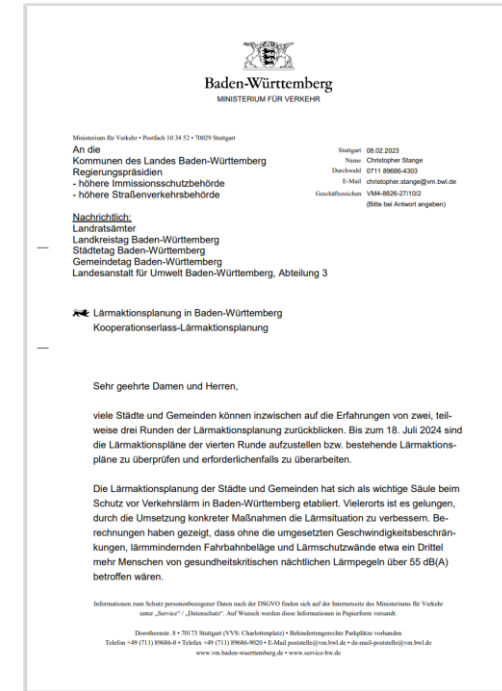 Baden-Württemberg
MINISTERIUM FÜR VERKEHR
Ministerium für Verkehr • Postfach 10 34 52 • 70029 Stuttgart
An die
Kommunen des Landes Baden-Württemberg
Regierungspräsidien
- höhere Immissionsschutzbehörde
- höhere Straßenverkehrsbehörde
Stuttgart 08.02.2023
Name Christopher Stange
Durchwahl 0711 89686-4303
E-Mail christopher.stange@vm.bwl.de
Geschäftszeichen VM4-8826-27/10/2
(Bitte bei Antwort angeben)
Nachrichtlich:
Landratsämter
Landkreistag Baden-Württemberg
Städtetag Baden-Württemberg
Gemeindetag Baden-Württemberg
Landesanstalt für Umwelt Baden-Württemberg, Abteilung 3
Lärmaktionsplanung in Baden-Württemberg
Kooperationserlass-Lärmaktionsplanung
Sehr geehrte Damen und Herren,
viele Städte und Gemeinden können inzwischen auf die Erfahrungen von zwei, teil-
weise drei Runden der Lärmaktionsplanung zurückblicken. Bis zum 18. Juli 2024 sind
die Lärmaktionspläne der vierten Runde aufzustellen bzw. bestehende Lärmaktions-
pläne zu überprüfen und erforderlichenfalls zu überarbeiten.
Die Lärmaktionsplanung der Städte und Gemeinden hat sich als wichtige Säule beim
Schutz vor Verkehrslärm in Baden-Württemberg etabliert. Vielerorts ist es gelungen,
durch die Umsetzung konkreter Maßnahmen die Lärmsituation zu verbessern. Be-
rechnungen haben gezeigt, dass ohne die umgesetzten Geschwindigkeitsbeschrän-
kungen, lärmmindernden Fahrbahnbeläge und Lärmschutzwände etwa ein Drittel
mehr Menschen von gesundheitskritischen nächtlichen Lärmpegeln über 55 dB(A)
betroffen wären.
Informationen zum Schutz personenbezogener Daten nach der DSGVO finden sich auf der Internetseite des Ministeriums für Verkehr
unter „Service“ / „Datenschutz“. Auf Wunsch werden diese Informationen in Papierform versandt.
Dorotheenstr. 8 • 70173 Stuttgart (VVS: Charlottenplatz) • Behindertengerechte Parkplätze vorhanden
Telefon +49 (711) 89686-0 • Telefax +49 (711) 89686-9020 • E-Mail poststelle@vm.bwl.de • de-mail-poststelle@vm.bwl.de
www.vm.baden-wuerttemberg.de • www.service-bw.de